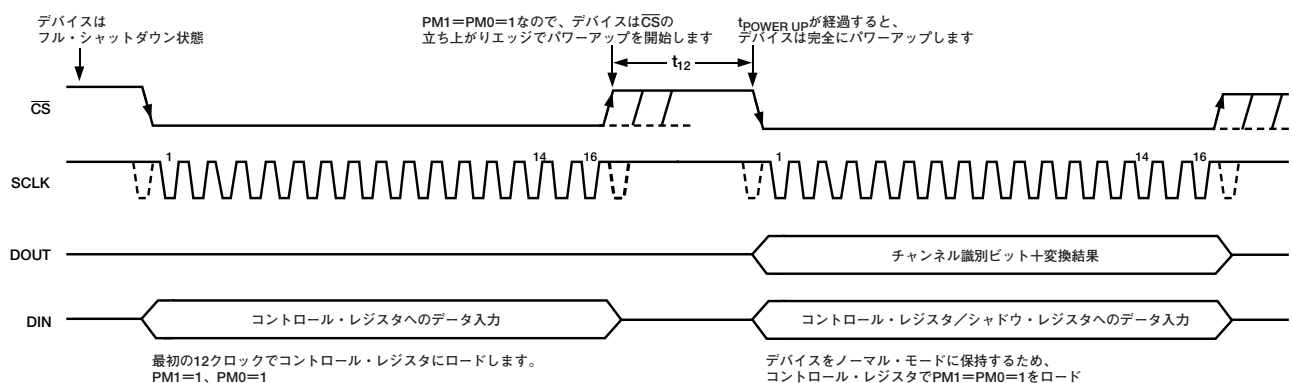 デバイスは
フル・シャットダウン状態
PM1=PM0=1なので、デバイスはCSの
立ち上がりエッジでパワーアップを開始します
tPOWER UPが経過すると、
デバイスは完全にパワーアップします
t12
CS
1
14
16
1
14
16
SCLK
DOUT
チャンネル識別ビット+変換結果
DIN
コントロール・レジスタへのデータ入力
コントロール・レジスタ/シャドウ・レジスタへのデータ入力
最初の12クロックでコントロール・レジスタにロードします。
PM1=1、PM0=1
デバイスをノーマル・モードに保持するため、
コントロール・レジスタでPM1=PM0=1をロード